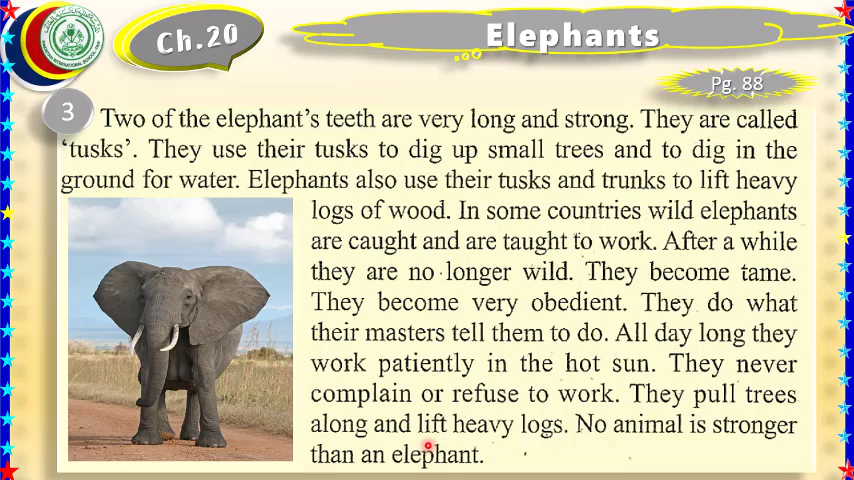 Ch.20
Elephants
Pg. 88
3
Two of the elephant's teeth are very long and strong. They are called
‘tusks’. They use their tusks to dig up small trees and to dig in the
ground for water. Elephants also use their tusks and trunks to lift heavy
logs of wood. In some countries wild elephants
are caught and are taught to work. After a while
they are no longer wild. They become tame.
They become very obedient. They do what
their masters tell them to do. All day long they
work patiently in the hot sun. They never
complain or refuse to work. They pull trees
along and lift heavy logs. No animal is stronger
than an elephant.